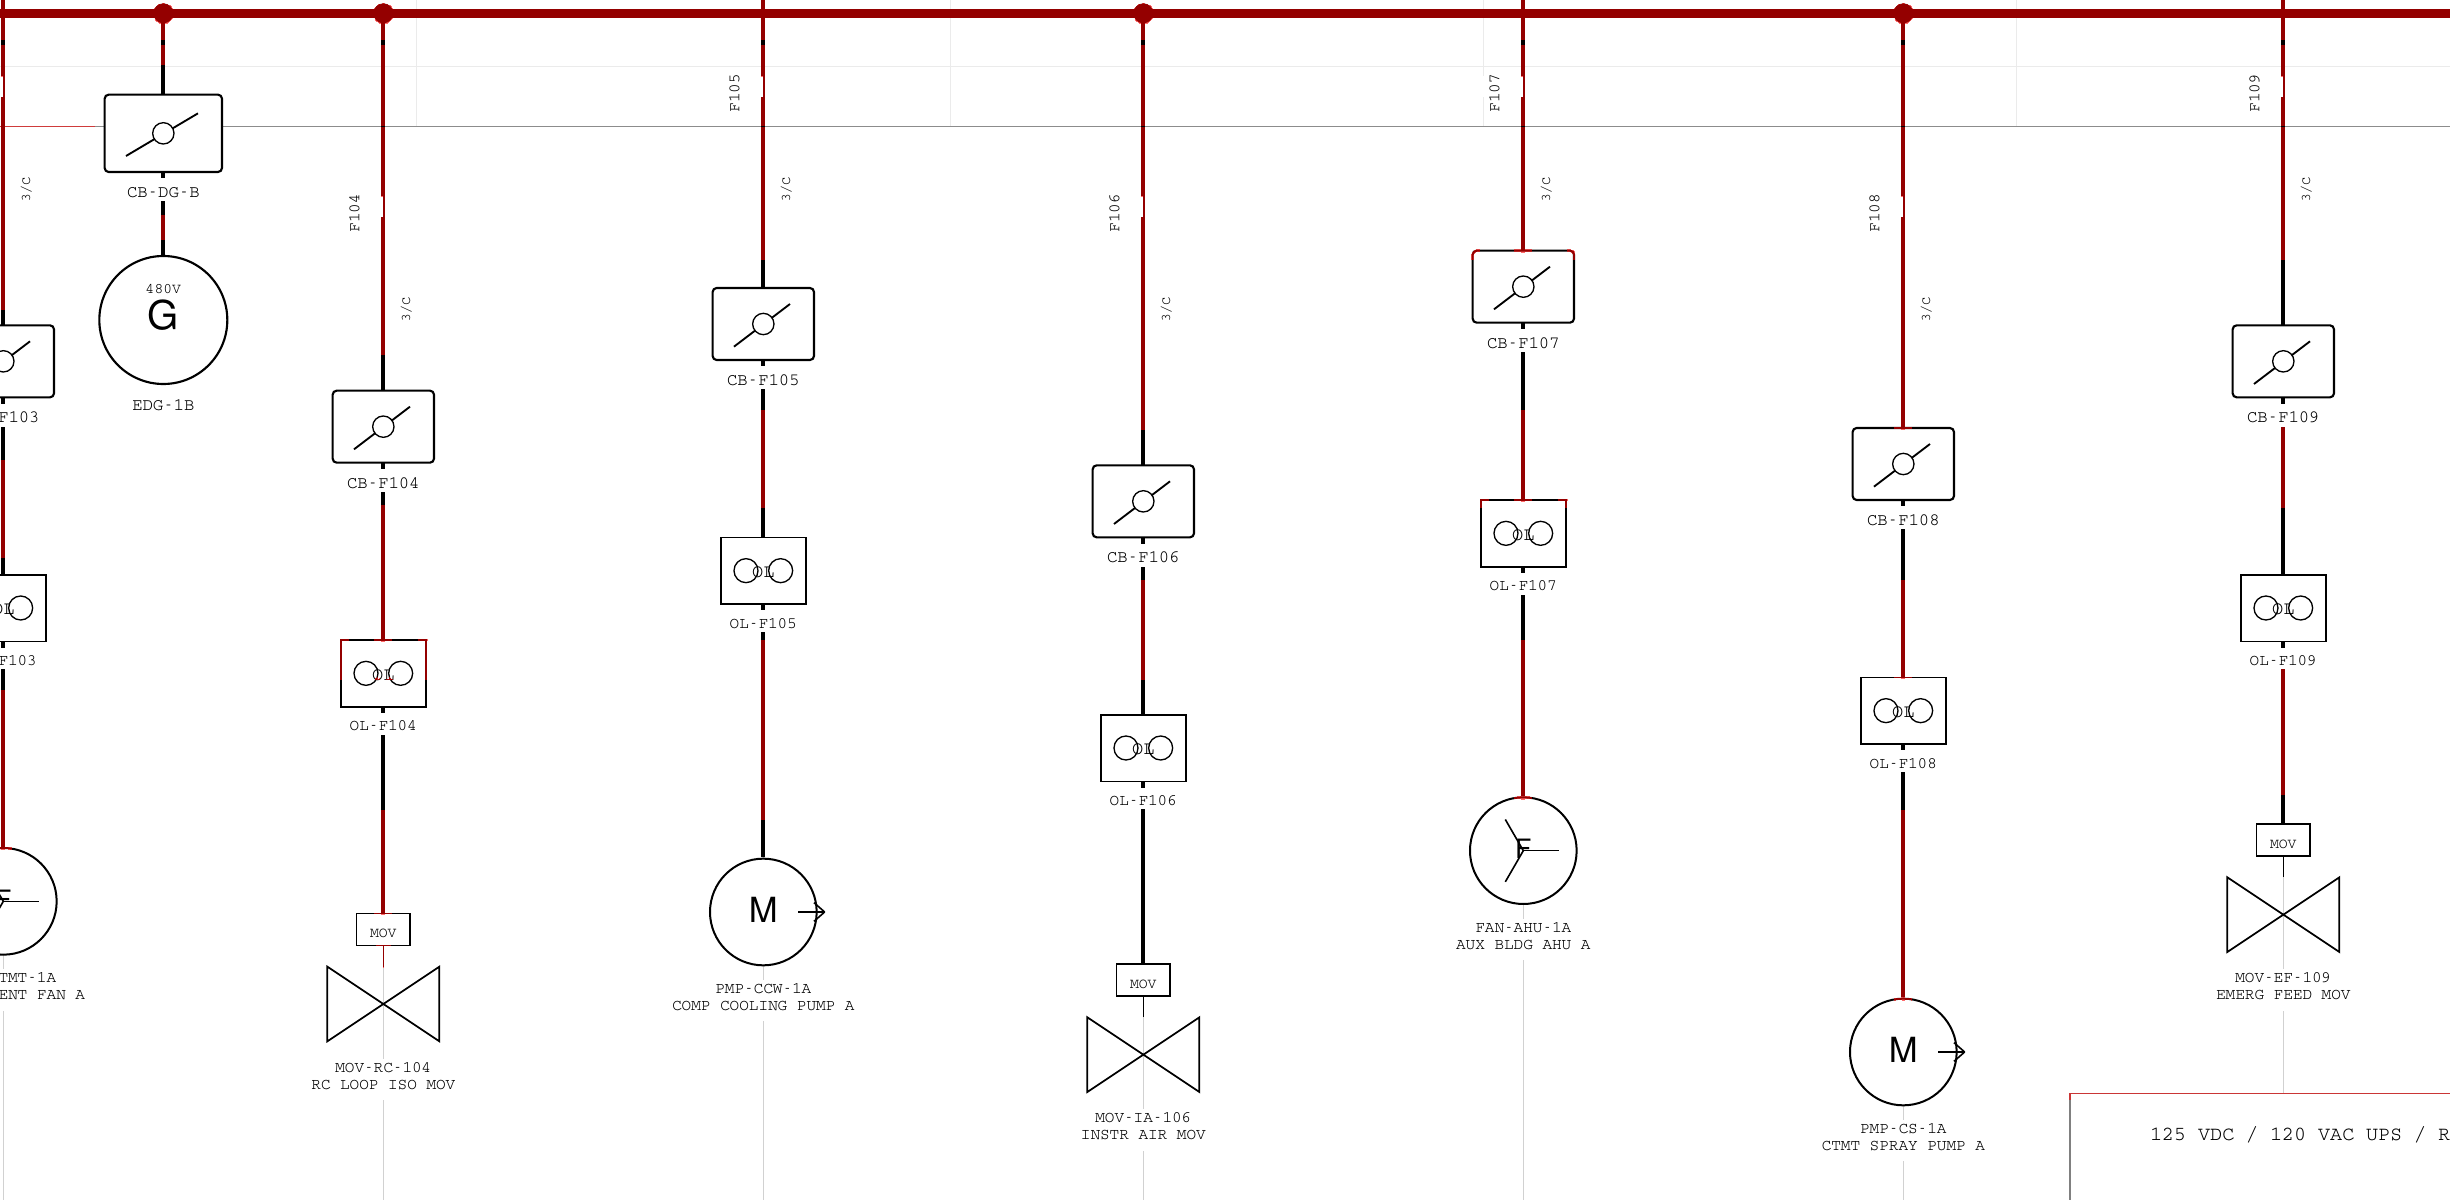 F105
F107
F109
3/C
CB-DG-B
3/C
3/C
3/C
F104
F106
F108
480V
G
3/C
3/C
3/C
CB-F107
CB-F105
EDG-1B
F103
CB-F109
CB-F104
CB-F108
OL
CB-F106
OL
OL-F107
OL
OL
OL-F105
F103
OL-F109
OL
OL
OL-F104
OL
OL-F108
OL-F106
MOV
F
F
M
FAN-AHU-1A
AUX BLDG AHU A
MOV
TMT-1A
ENT FAN A
MOV-EF-109
EMERG FEED MOV
MOV
PMP-CCW-1A
COMP COOLING PUMP A
M
MOV-RC-104
RC LOOP ISO MOV
MOV-IA-106
INSTR AIR MOV
PMP-CS-1A
CTMT SPRAY PUMP A
125 VDC / 120 VAC UPS / R